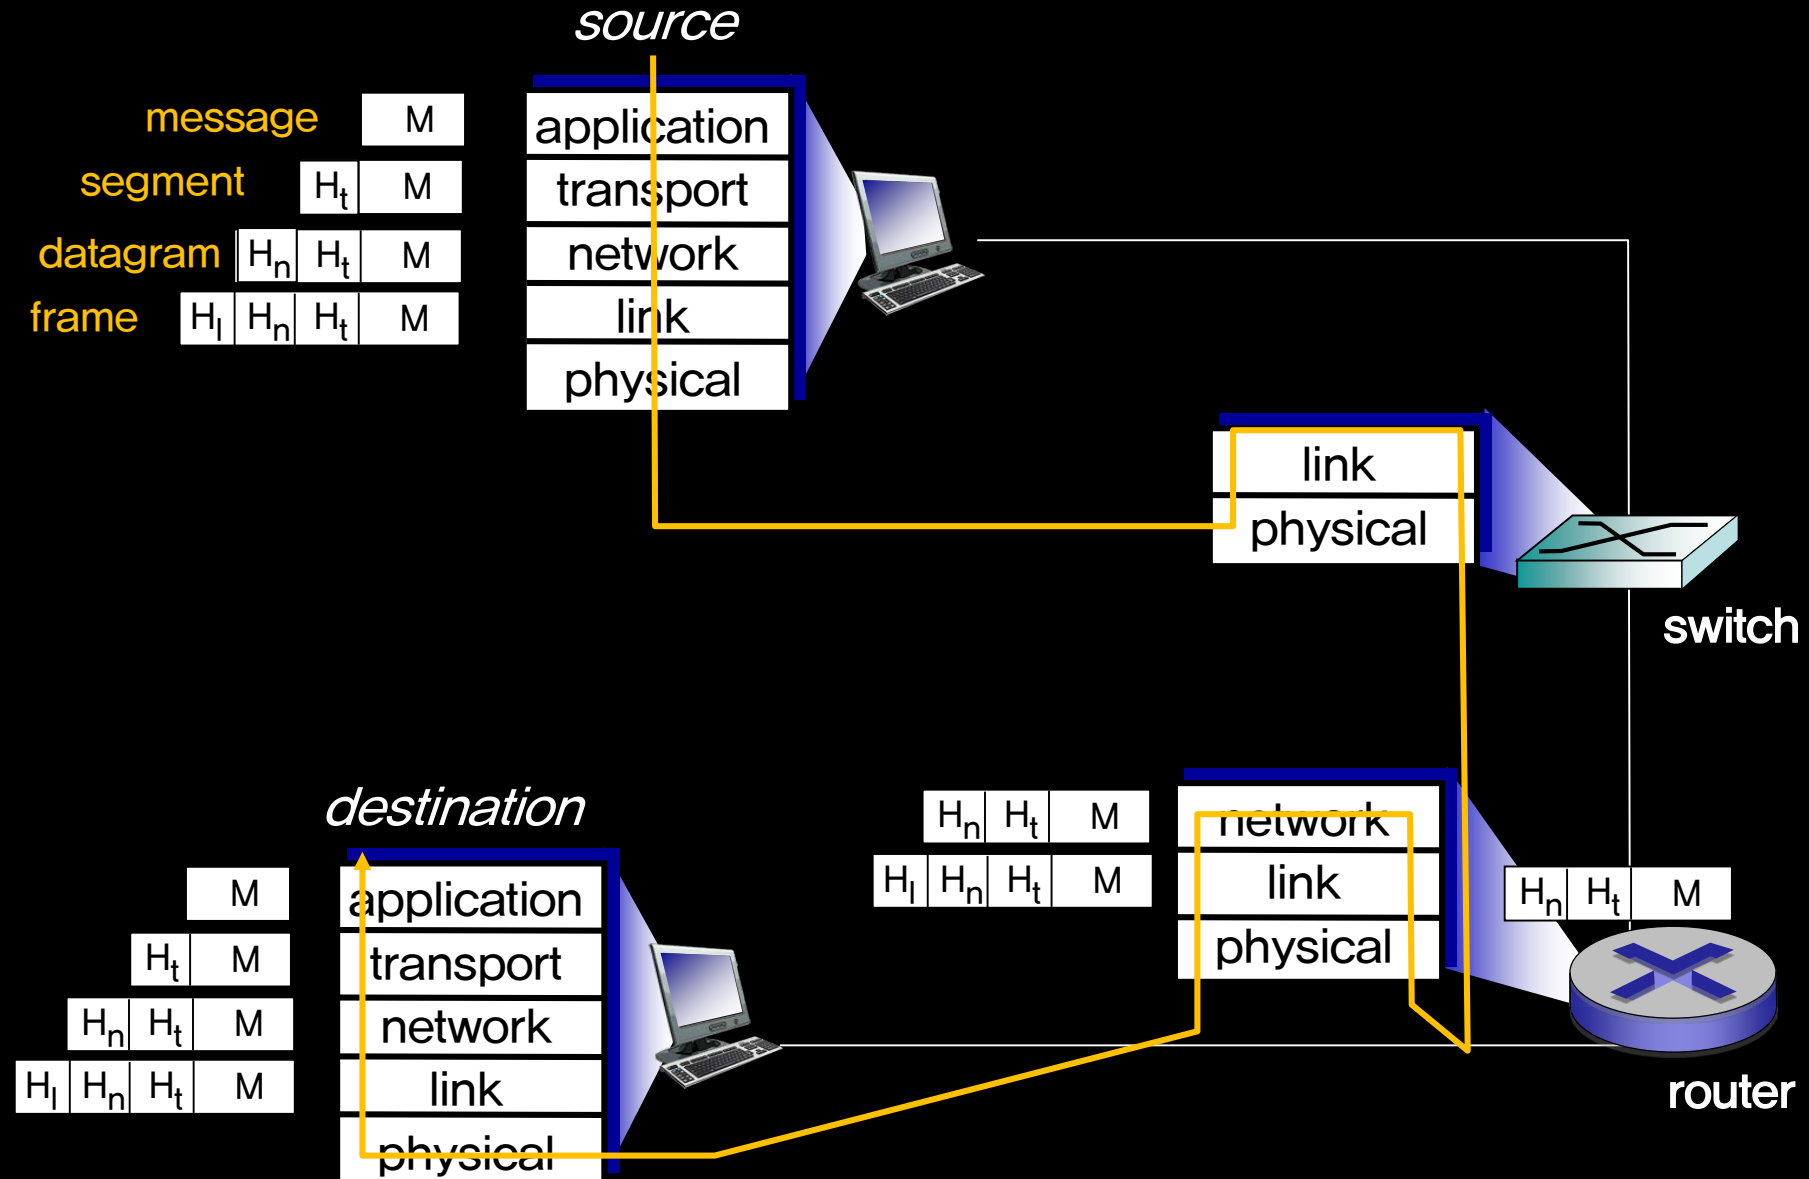 source
message M
segment Ht M
datagram Hn Ht M
frame Hl Hn Ht M
application
transport
network
link
physical
link
physical
switch
destination
M
Ht M
Hn Ht M
Hl Hn Ht M
application
transport
network
link
physical
Hn Ht M
Hl Hn Ht M
network
link
physical
Hn Ht M
router